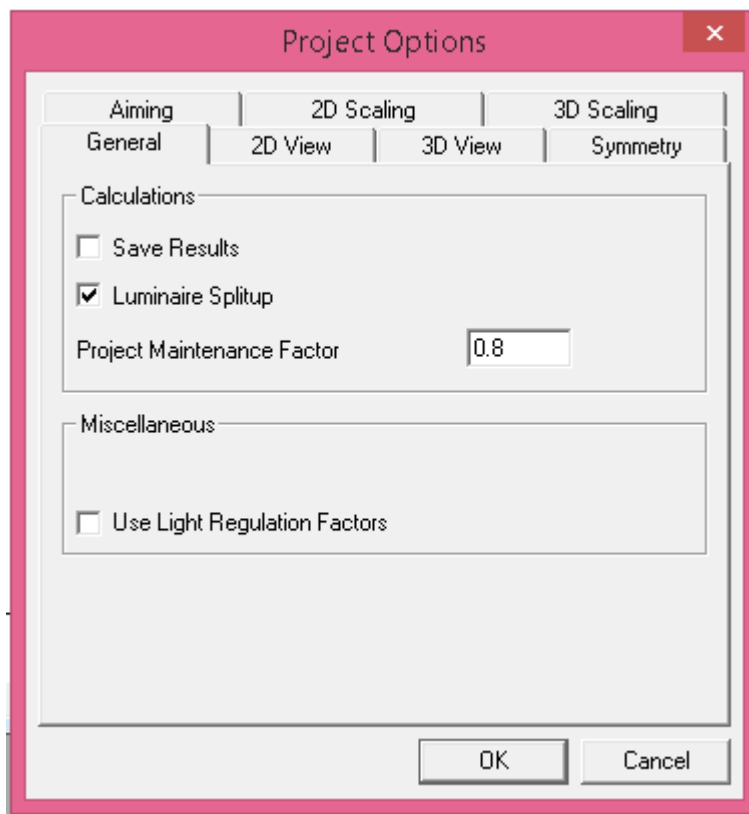 Project Options
Aiming 2D Scaling 3D Scaling
General 2D View 3D View Symmetry
Calculations
Save Results
Luminaire Splitup
Project Maintenance Factor 0.8
Miscellaneous
Use Light Regulation Factors
OK Cancel